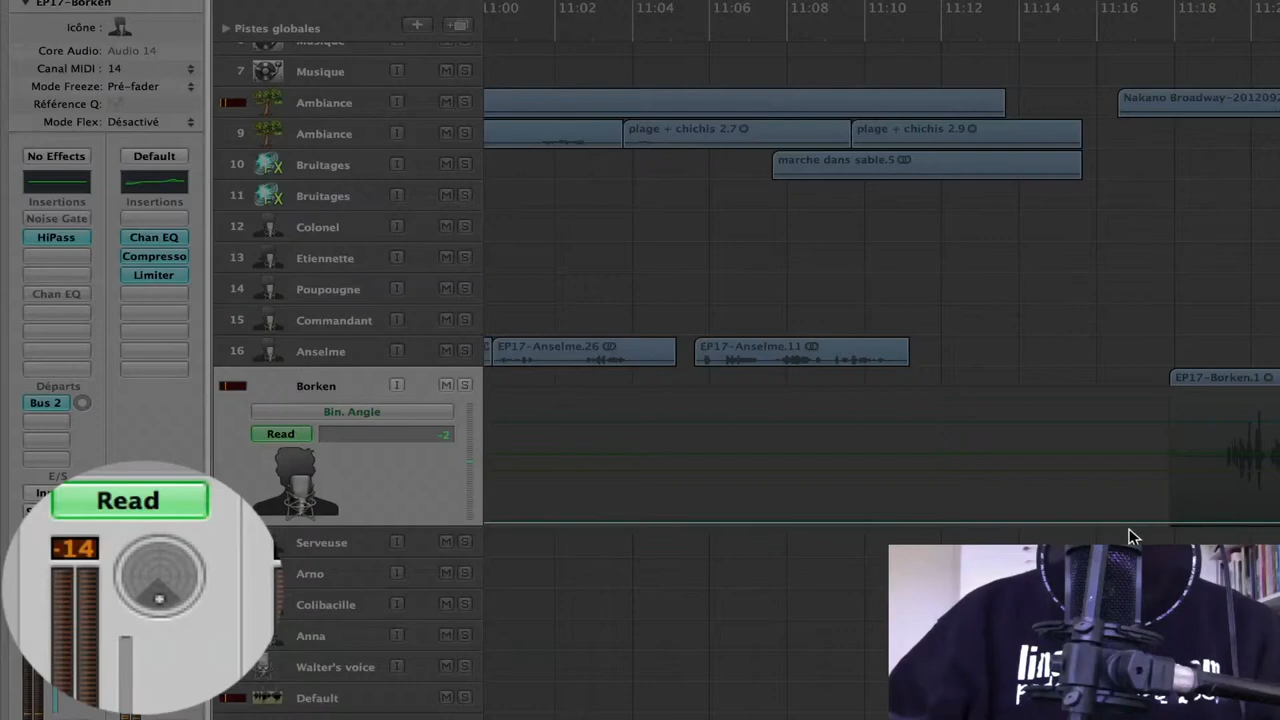 EP17-Borken
Icône :
Core Audio: Audio 14
Canal MIDI : 14
Mode Freeze: Pré-fader
Référence Q:
Mode Flex: Désactivé
No Effects
Default
Insertions
Insertions
Noise Gate
HiPass
Chan EQ
Compresso
Limiter
Chan EQ
Départs
Bus 2
E/S
Read
-14
Pistes globales
11:00 11:02 11:04 11:06 11:08 11:10 11:12 11:14 11:16 11:18
Musique
7 Musique I M S
Ambiance I M S
9 Ambiance I M S
10 Bruitages I M S
11 Bruitages I M S
12 Colonel I M S
13 Etiennette I M S
14 Poupougne I M S
15 Commandant I M S
16 Anselme I M S
Borken I M S
Bin. Angle
Read -2
Serveuse I M S
Arno I M S
Colibacille I M S
Anna I M S
Walter's voice I M S
Default I M S
Nakano Broadway-201209
plage + chichis 2.7
plage + chichis 2.9
marche dans sable.5
EP17-Anselme.26
EP17-Anselme.11
EP17-Borken.1